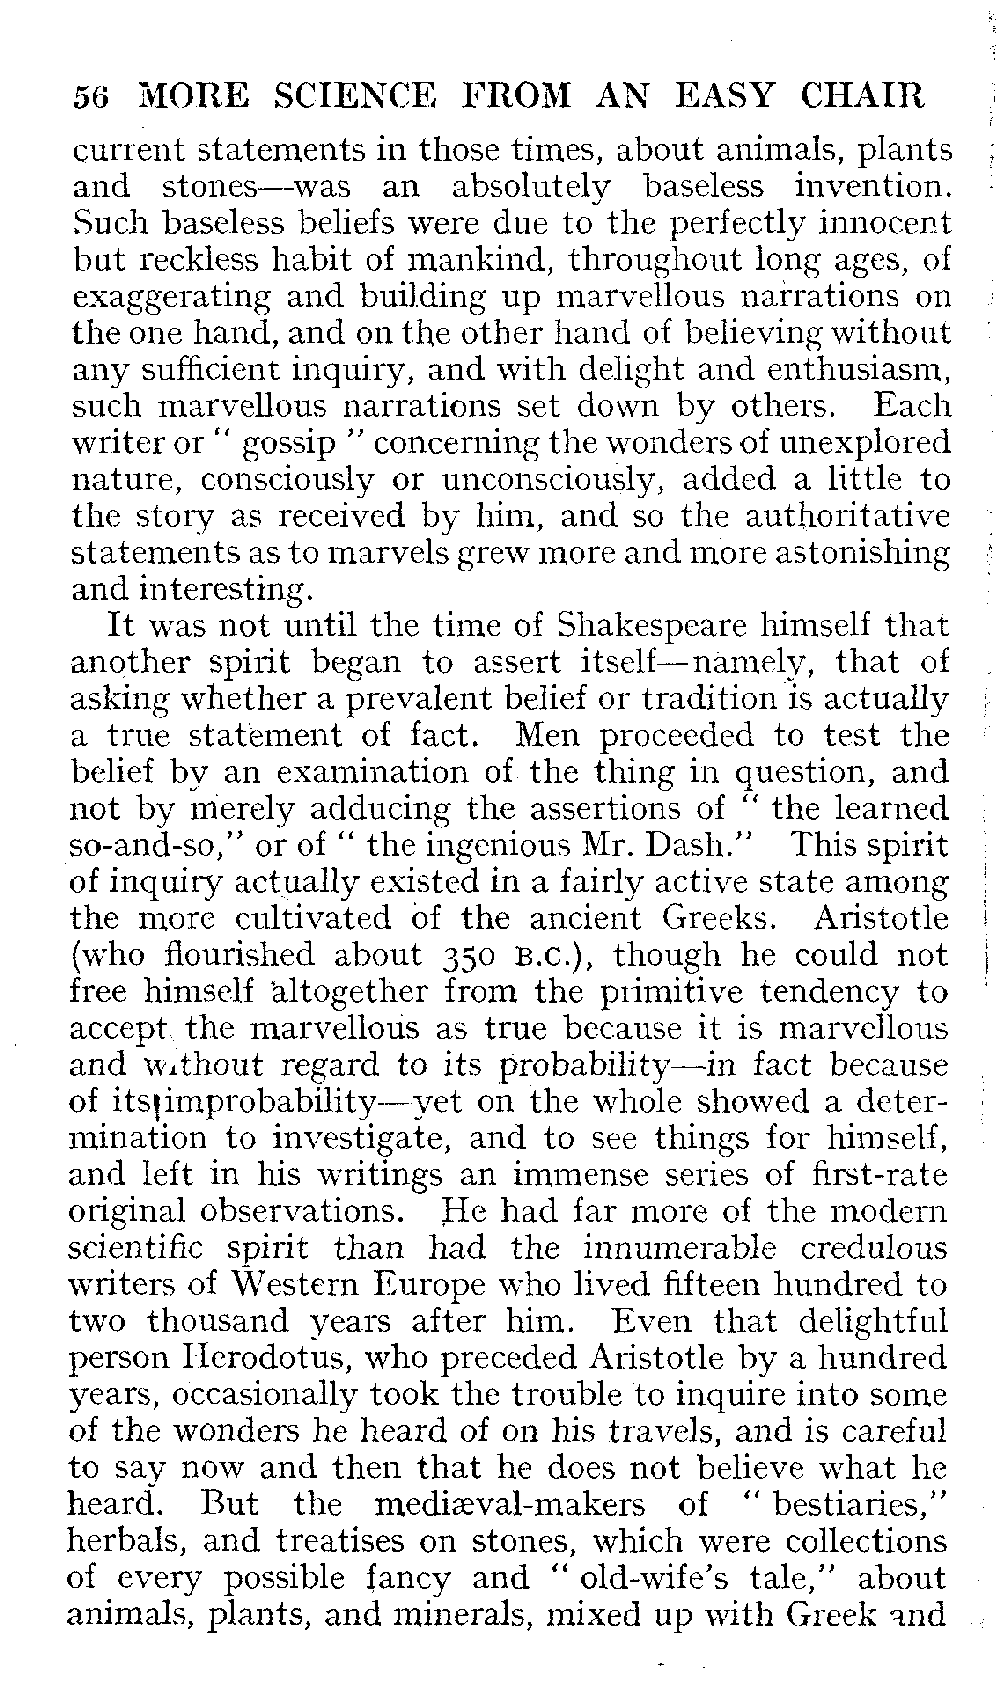 56 MORE SCIENCE FROM AN EASY CHAIR
current statements in those times, about animals, plants
and stones—was an absolutely baseless invention.
Such baseless beliefs were due to the perfectly innocent
but reckless habit of mankind, throughout long ages, of
exaggerating and building up marvellous narrations on
the one hand, and on the other hand of believing without
any sufficient inquiry, and with delight and enthusiasm,
such marvellous narrations set down by others. Each
writer or “ gossip ” concerning the wonders of unexplored
nature, consciously or unconsciously, added a little to
the story as received by him, and so the authoritative
statements as to marvels grew more and more astonishing
and interesting.
It was not until the time of Shakespeare himself that
another spirit began to assert itself—namely, that of
asking whether a prevalent belief or tradition is actually
a true statement of fact. Men proceeded to test the
belief by an examination of the thing in question, and
not by merely adducing the assertions of “ the learned
so-and-so,” or of “ the ingenious Mr. Dash.” This spirit
of inquiry actually existed in a fairly active state among
the more cultivated of the ancient Greeks. Aristotle
(who flourished about 350 B.C.), though he could not
free himself altogether from the primitive tendency to
accept the marvellous as true because it is marvellous
and without regard to its probability—in fact because
of its improbability—yet on the whole showed a deter-
mination to investigate, and to see things for himself,
and left in his writings an immense series of first-rate
original observations. He had far more of the modern
scientific spirit than had the innumerable credulous
writers of Western Europe who lived fifteen hundred to
two thousand years after him. Even that delightful
person Herodotus, who preceded Aristotle by a hundred
years, occasionally took the trouble to inquire into some
of the wonders he heard of on his travels, and is careful
to say now and then that he does not believe what he
heard. But the mediæval-makers of “ bestiaries,”
herbals, and treatises on stones, which were collections
of every possible fancy and “ old-wife's tale,” about
animals, plants, and minerals, mixed up with Greek and